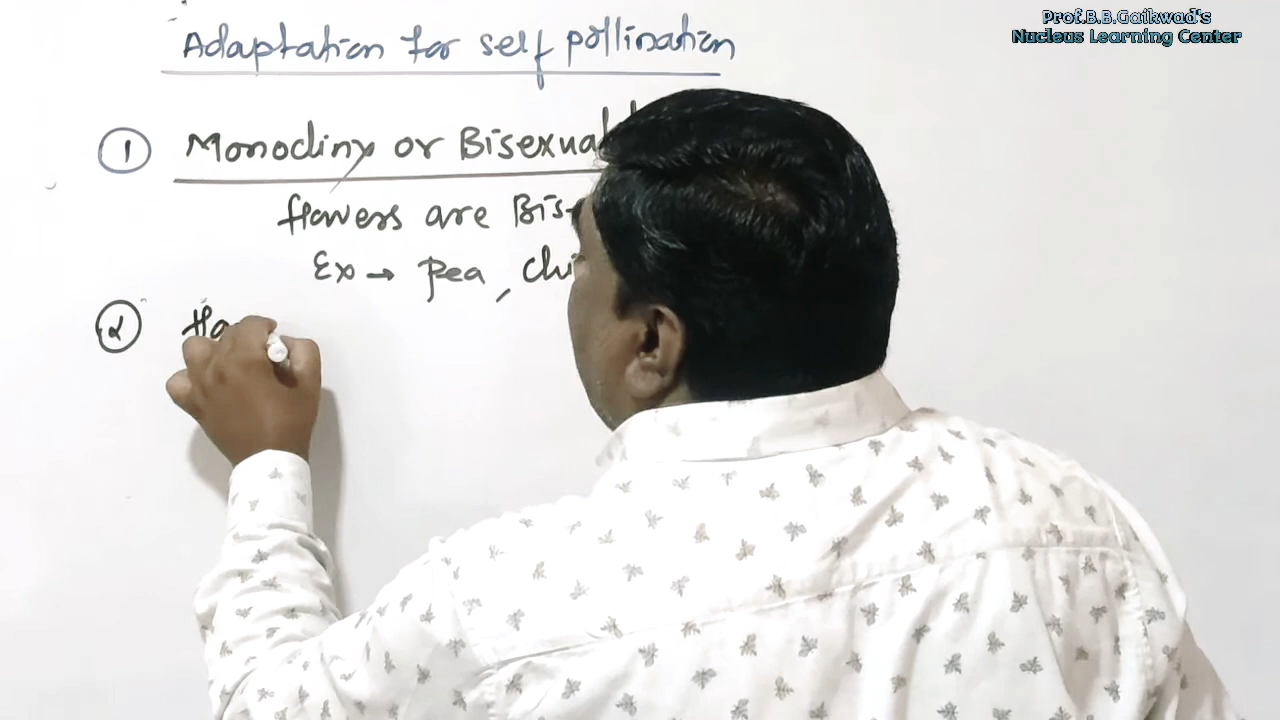 Prof.B.B.Gaikwad's
Nucleus Learning Center
Adaptation for self pollination
1 Monocliny or Bisexual
flowers are Bis
Ex → Pea, Chi
2 Ho